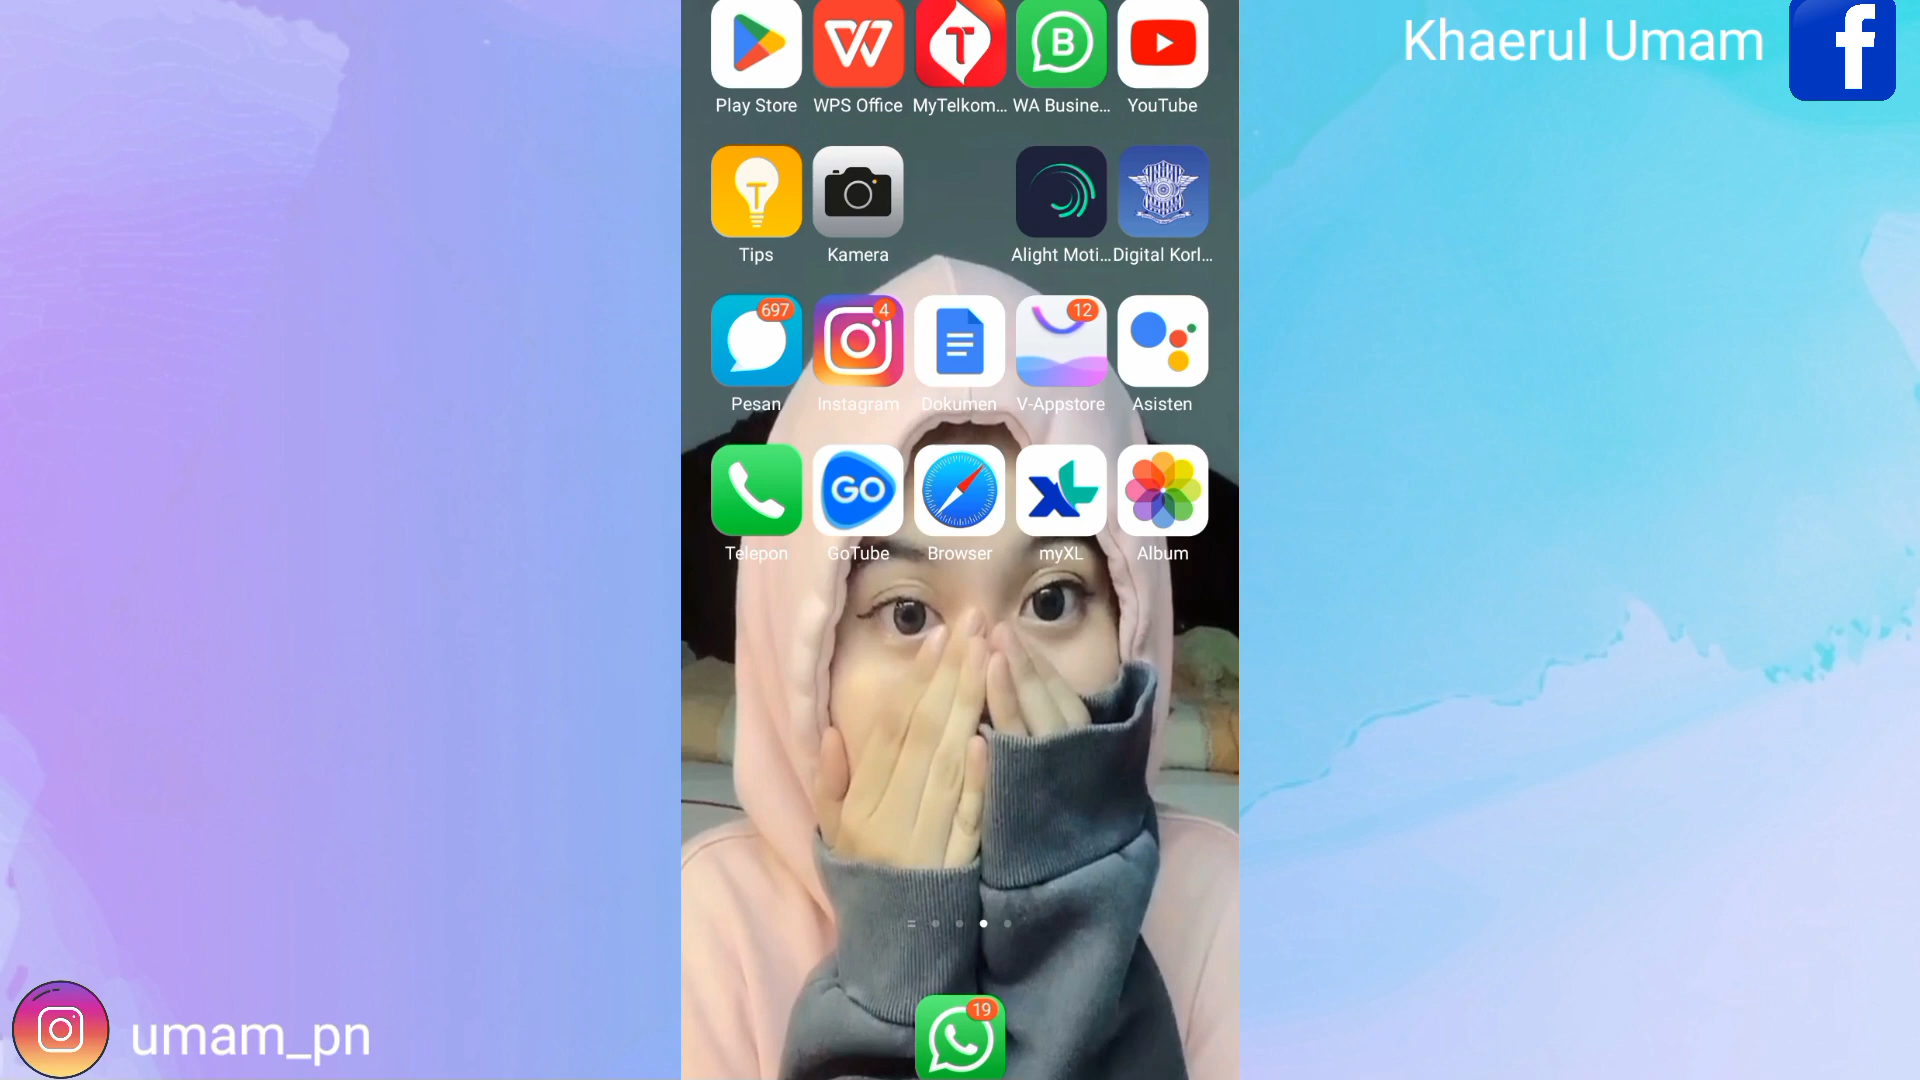 Khaerul Umam
f
W
T
B
Play Store
WPS Office
MyTelkom...
WA Busine...
YouTube
T
Tips
Kamera
Alight Moti...
Digital Korl...
697
4
12
Pesan
Instagram
Dokumen
V-Appstore
Asisten
GO
XL
Telepon
GoTube
Browser
myXL
Album
19
umam_pn